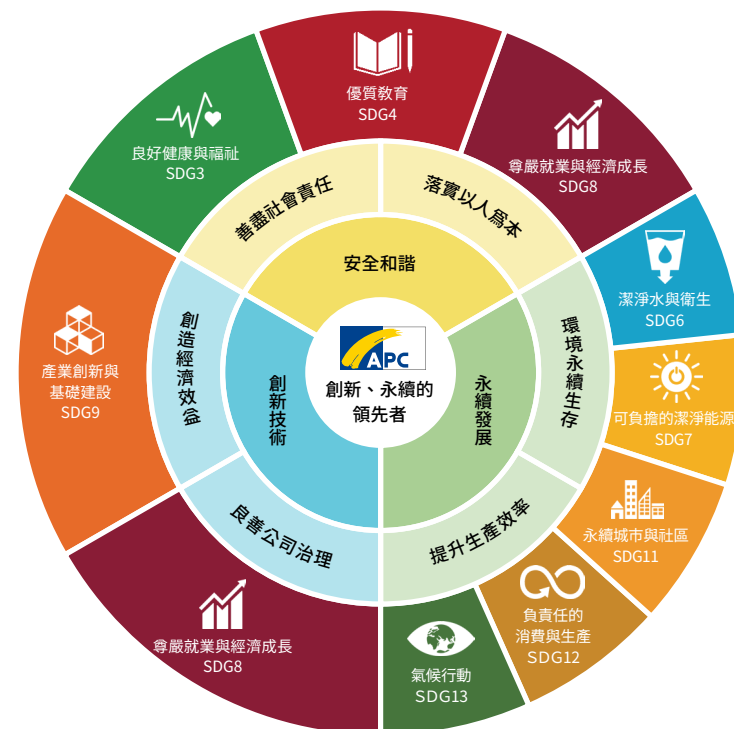 優質教育
SDG4
良好健康與福祉
SDG3
尊嚴就業與經濟成長
SDG8
善盡社會責任
落實以人為本
安全和諧
潔淨水與衛生
SDG6
創造經濟效益
環境永續生存
APC
創新、永續的
領先者
產業創新與
基礎建設
SDG9
創新技術
永續發展
可負擔的潔淨能源
SDG7
良善公司治理
提升生產效率
永續城市與社區
SDG11
尊嚴就業與經濟成長
SDG8
負責任的
消費與生產
SDG12
氣候行動
SDG13